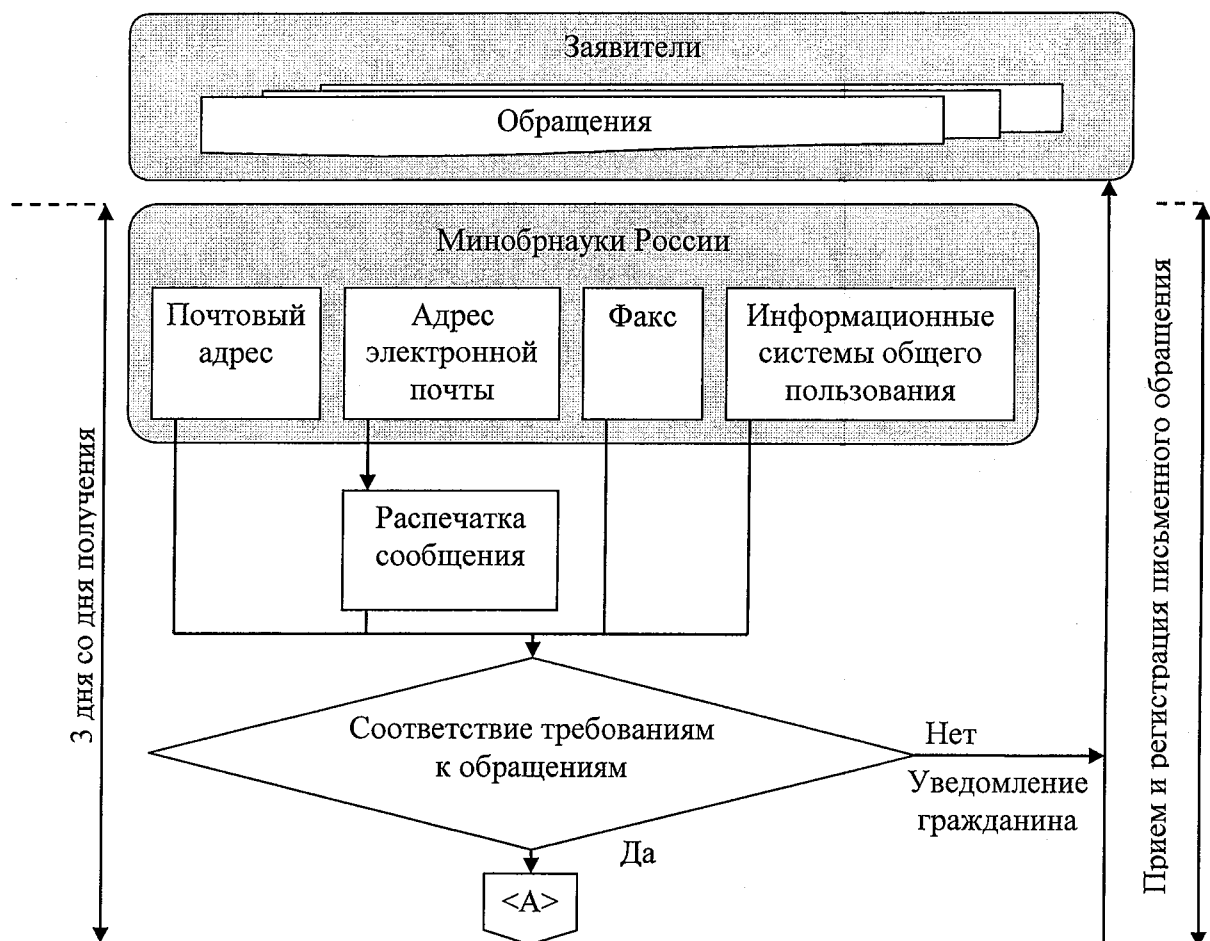 Заявители
Обращения
Минобрнауки России
Почтовый
адрес
Адрес
электронной
почты
Факс
Информационные
системы общего
пользования
Распечатка
сообщения
3 дня со дня получения
Прием и регистрация письменного обращения
Соответствие требованиям
к обращениям
Нет
Уведомление
гражданина
Да
<А>